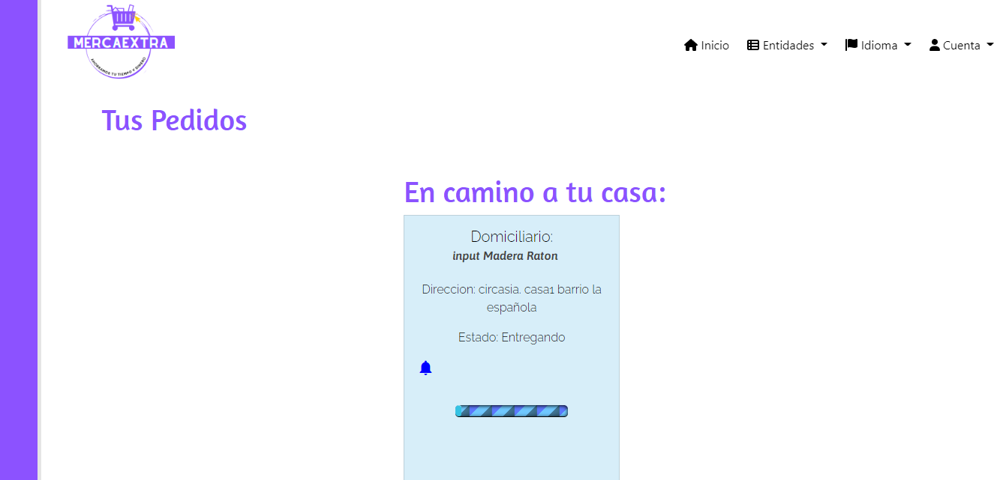 MERCAEXTRA
AHORRAMOS TU TIEMPO Y DINERO
Inicio
Entidades
Idioma
Cuenta
Tus Pedidos
En camino a tu casa:
Domiciliario:
input Madera Raton
Direccion: circasia. casa1 barrio la
española
Estado: Entregando